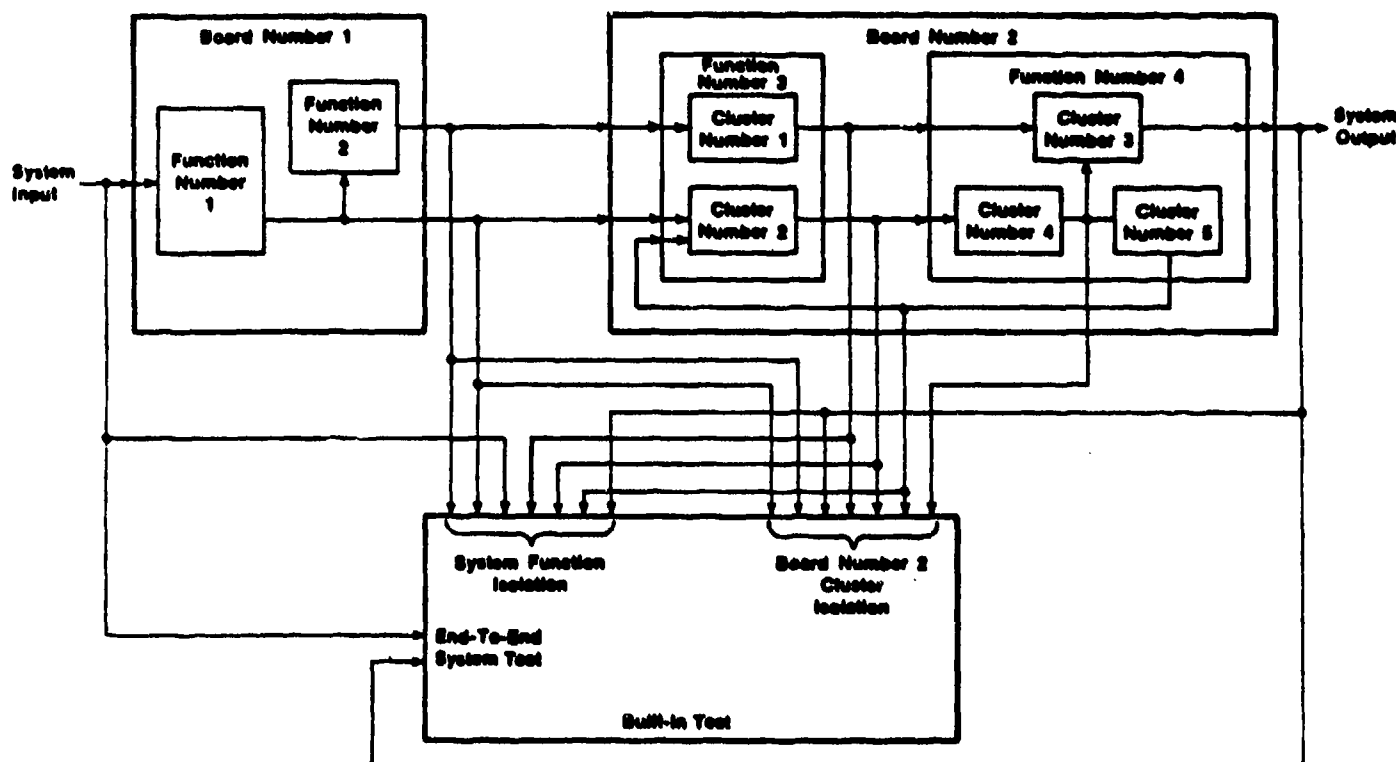 Board Number 1
Board Number 2
Function
Number 3
Function Number 4
Function
Number
2
Cluster
Number 1
Cluster
Number 3
System
Output
Function
Number
1
System
Input
Cluster
Number 2
Cluster
Number 4
Cluster
Number 5
System Function
Isolation
Board Number 2
Cluster
Isolation
End-To-End
System Test
Built-In Test